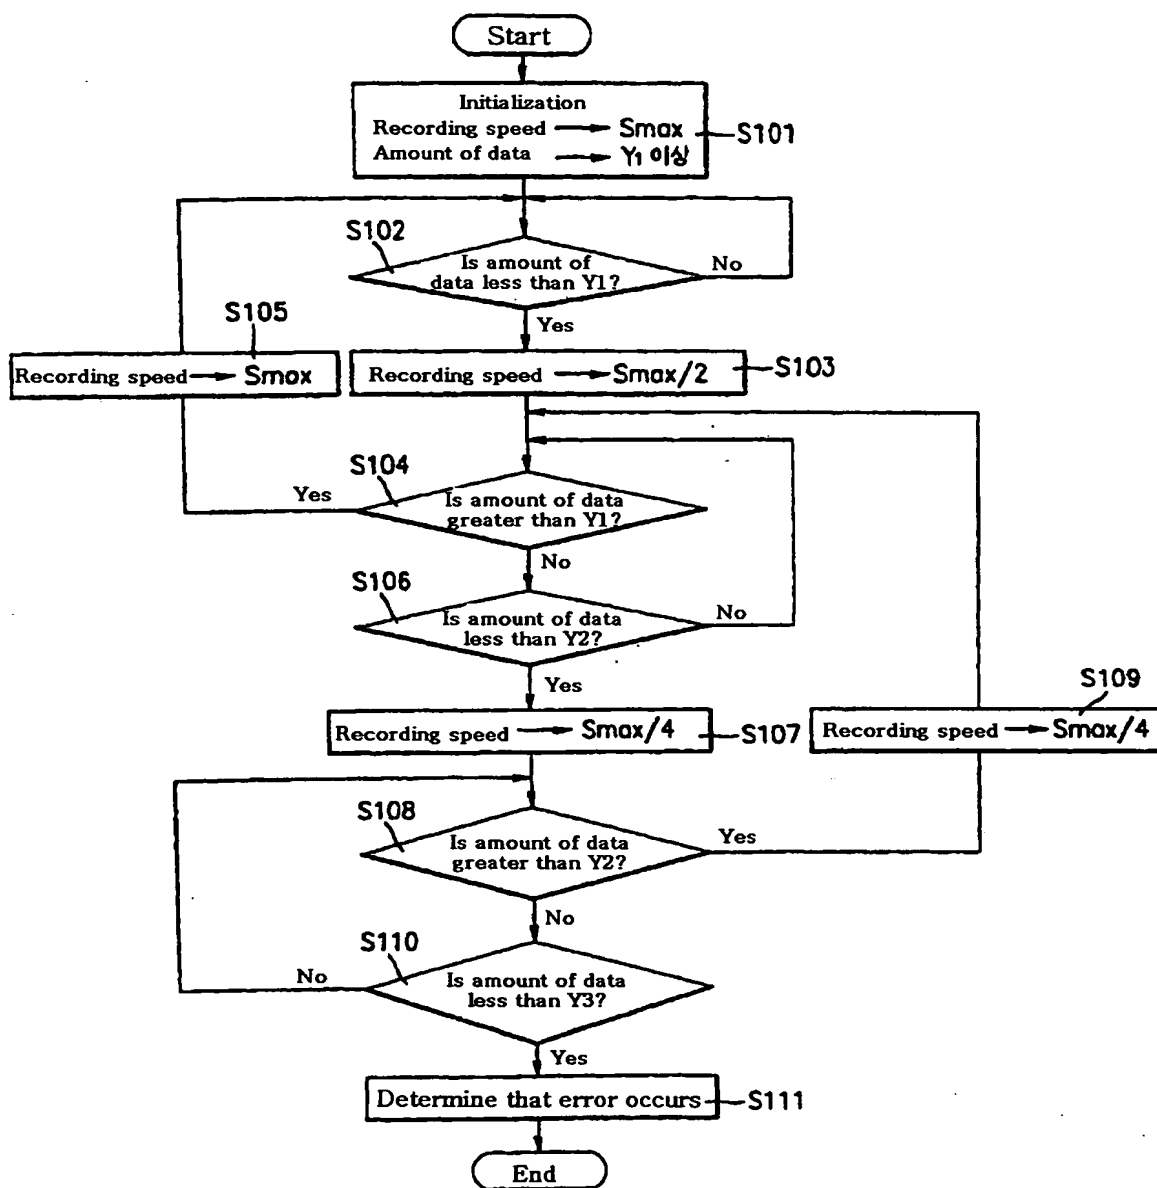 Start
Initialization
Recording speed → Smax
Amount of data → Y1 이상
S101
S102
Is amount of
data less than Y1?
No
Yes
S105
Recording speed → Smax
Recording speed → Smax/2
S103
S104
Yes
Is amount of data
greater than Y1?
No
S106
Is amount of data
less than Y2?
No
Yes
S109
Recording speed → Smax/4
S107
Recording speed → Smax/4
S108
Is amount of data
greater than Y2?
Yes
No
S110
No
Is amount of data
less than Y3?
Yes
Determine that error occurs
S111
End